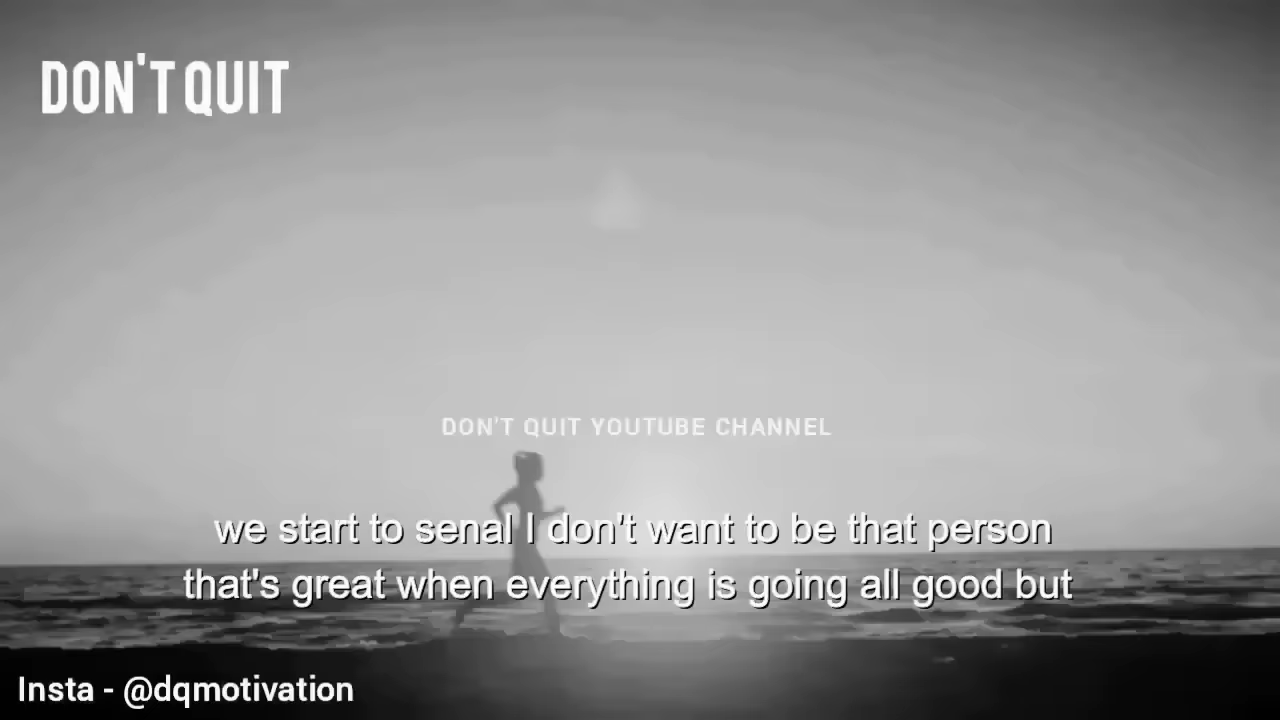 DON'T QUIT
DON'T QUIT YOUTUBE CHANNEL
we start to senal I don't want to be that person
that's great when everything is going all good but
Insta - @dqmotivation